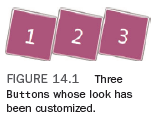 1 2 3
FIGURE 14.1 Three
Buttons whose look has
been customized.